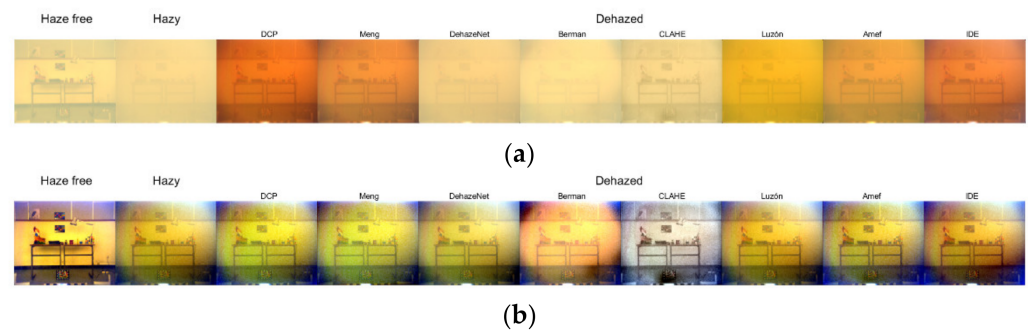 Haze free Hazy Dehazed
DCP Meng DehazeNet Berman CLAHE Luzón Amef IDE
(a)
Haze free Hazy Dehazed
DCP Meng DehazeNet Berman CLAHE Luzón Amef IDE
(b)